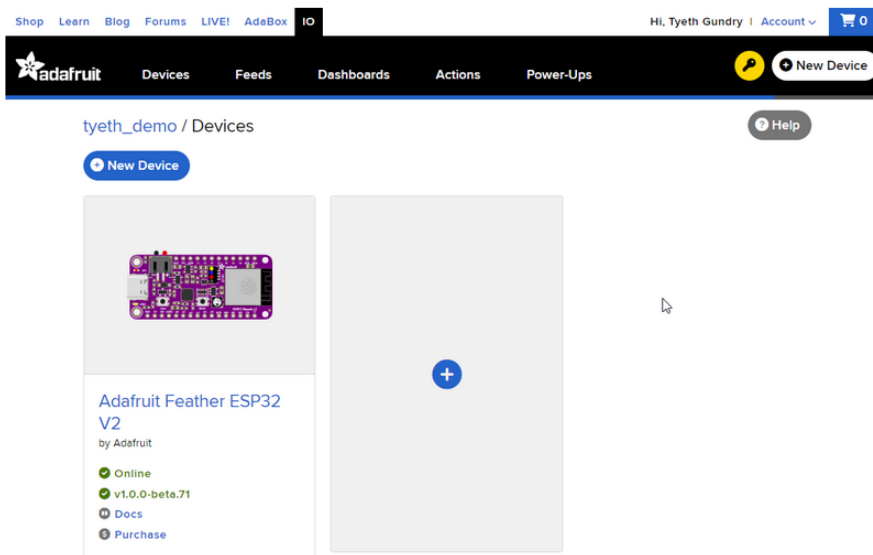 Shop Learn Blog Forums LIVE! AdaBox IO Hi, Tyeth Gundry | Account 0
adafruit Devices Feeds Dashboards Actions Power-Ups New Device
tyeth_demo / Devices Help
New Device
Adafruit Feather ESP32
V2
by Adafruit
Online
v1.0.0-beta.71
Docs
Purchase